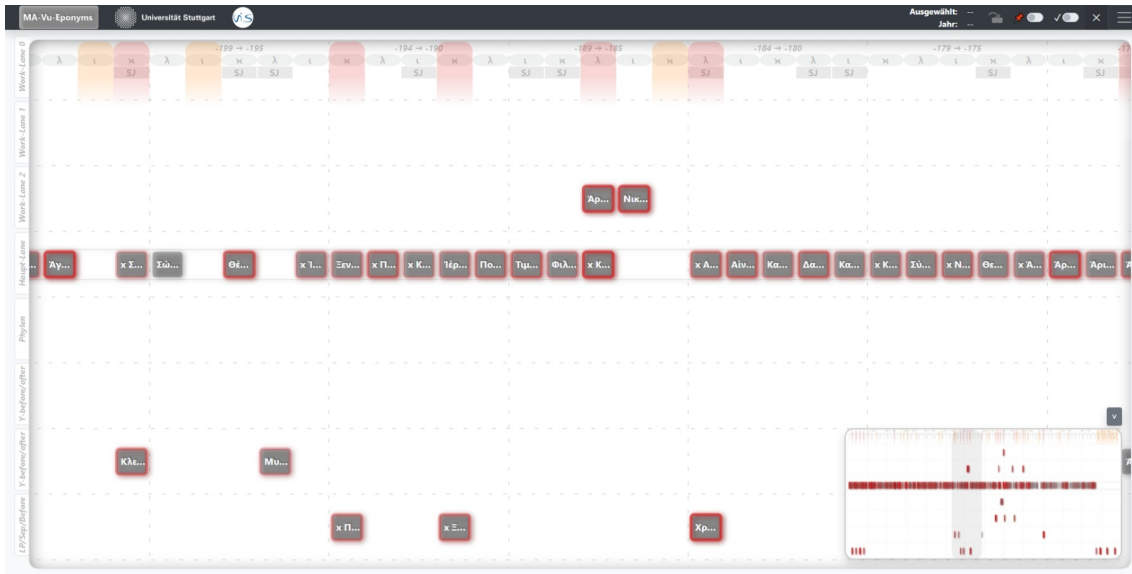 MA-Vu-Eponyms Universität Stuttgart VIS Ausgewählt: --
Jahr: --
-199 → -195 -194 → -190 -189 → -185 -184 → -180 -179 → -175
λ ι ϰ λ ι ϰ λ ι ϰ λ ι ϰ λ ι ϰ λ ι ϰ λ ι ϰ λ ι ϰ λ ι ϰ λ ι ϰ
SJ SJ SJ SJ SJ SJ SJ SJ SJ SJ SJ
Work-Lane 0
Work-Lane 1
Work-Lane 2
Ἀρ... Νικ...
Haupt-Lane
Ἀγ... x Σ... Σώ... Θέ... x Ἰ... Ξεν... x Π... x Κ... Ἱέρ... Πο... Τιμ... Φιλ... x Κ... x Α... Αἰν... Κα... Δα... Κα... x Κ... Σύ... x Ν... Θε... x Ἀ... Ἀρ... Ἀρι...
Phylen
Y-before/after
Y-before/after
Κλε... Μυ...
LP/Sep/Before
x Π... x Ξ... Χρ...
v